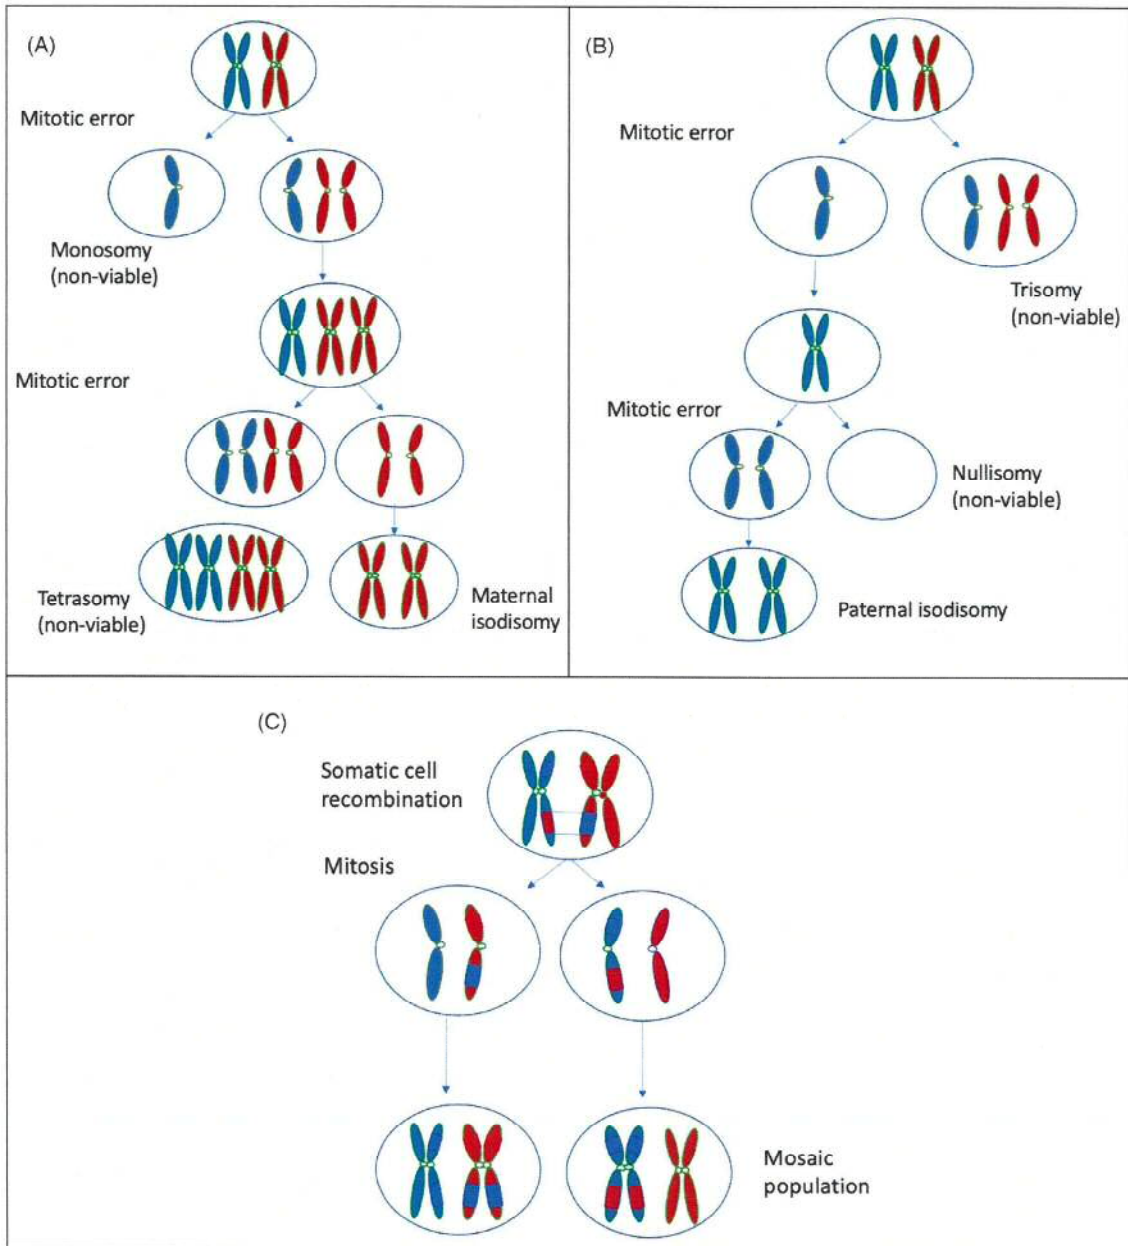 (A)
Mitotic error
Monosomy
(non-viable)
Mitotic error
Tetrasomy
(non-viable)
Maternal
isodisomy
(B)
Mitotic error
Trisomy
(non-viable)
Mitotic error
Nullisomy
(non-viable)
Paternal isodisomy
(C)
Somatic cell
recombination
Mitosis
Mosaic
population